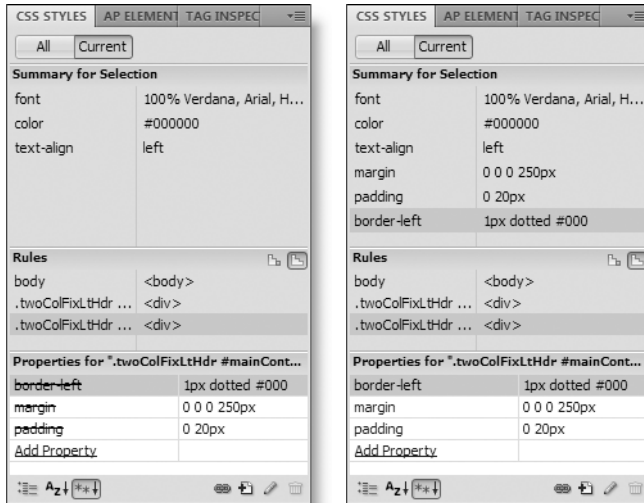 CSS STYLES AP ELEMENT TAG INSPEC
All Current
Summary for Selection
font 100% Verdana, Arial, H...
color #000000
text-align left
Rules
body <body>
.twoColFixLtHdr ... <div>
.twoColFixLtHdr ... <div>
Properties for ".twoColFixLtHdr #mainCont...
border-left 1px dotted #000
margin 0 0 0 250px
padding 0 20px
Add Property
CSS STYLES AP ELEMENT TAG INSPEC
All Current
Summary for Selection
font 100% Verdana, Arial, H...
color #000000
text-align left
margin 0 0 0 250px
padding 0 20px
border-left 1px dotted #000
Rules
body <body>
.twoColFixLtHdr ... <div>
.twoColFixLtHdr ... <div>
Properties for ".twoColFixLtHdr #mainCont...
border-left 1px dotted #000
margin 0 0 0 250px
padding 0 20px
Add Property